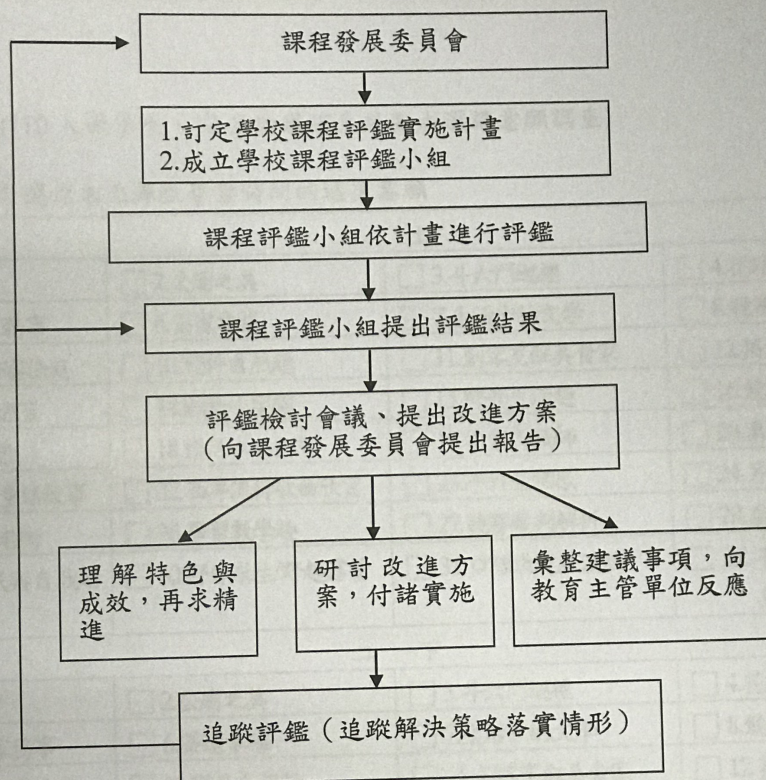 課程發展委員會
1.訂定學校課程評鑑實施計畫
2.成立學校課程評鑑小組
課程評鑑小組依計畫進行評鑑
課程評鑑小組提出評鑑結果
評鑑檢討會議、提出改進方案
（向課程發展委員會提出報告）
理解特色與
成效，再求精
進
研討改進方
案，付諸實施
彙整建議事項，向
教育主管單位反應
追蹤評鑑（追蹤解決策略落實情形）